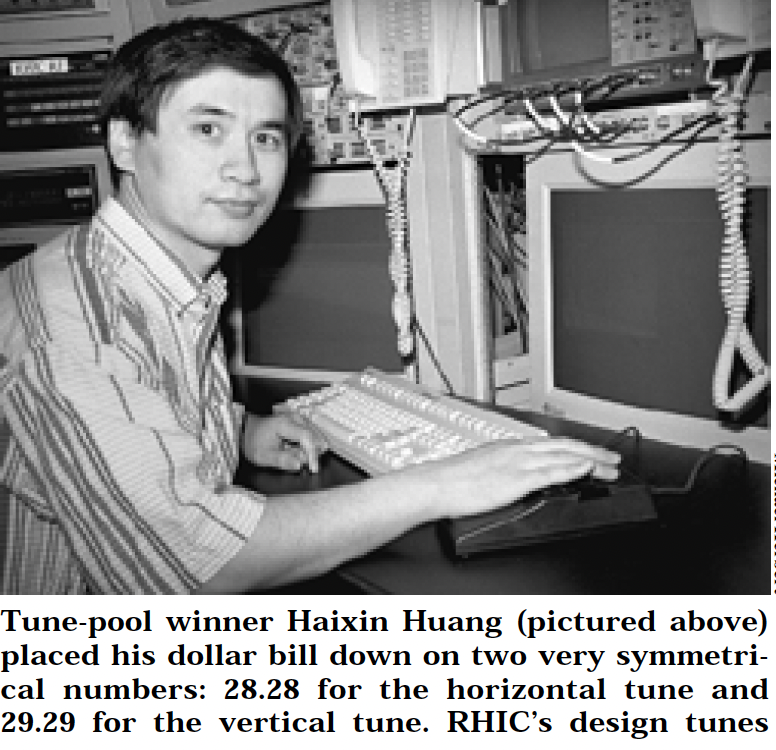 Tune-pool winner Haixin Huang (pictured above)
placed his dollar bill down on two very symmetri-
cal numbers: 28.28 for the horizontal tune and
29.29 for the vertical tune. RHIC’s design tunes